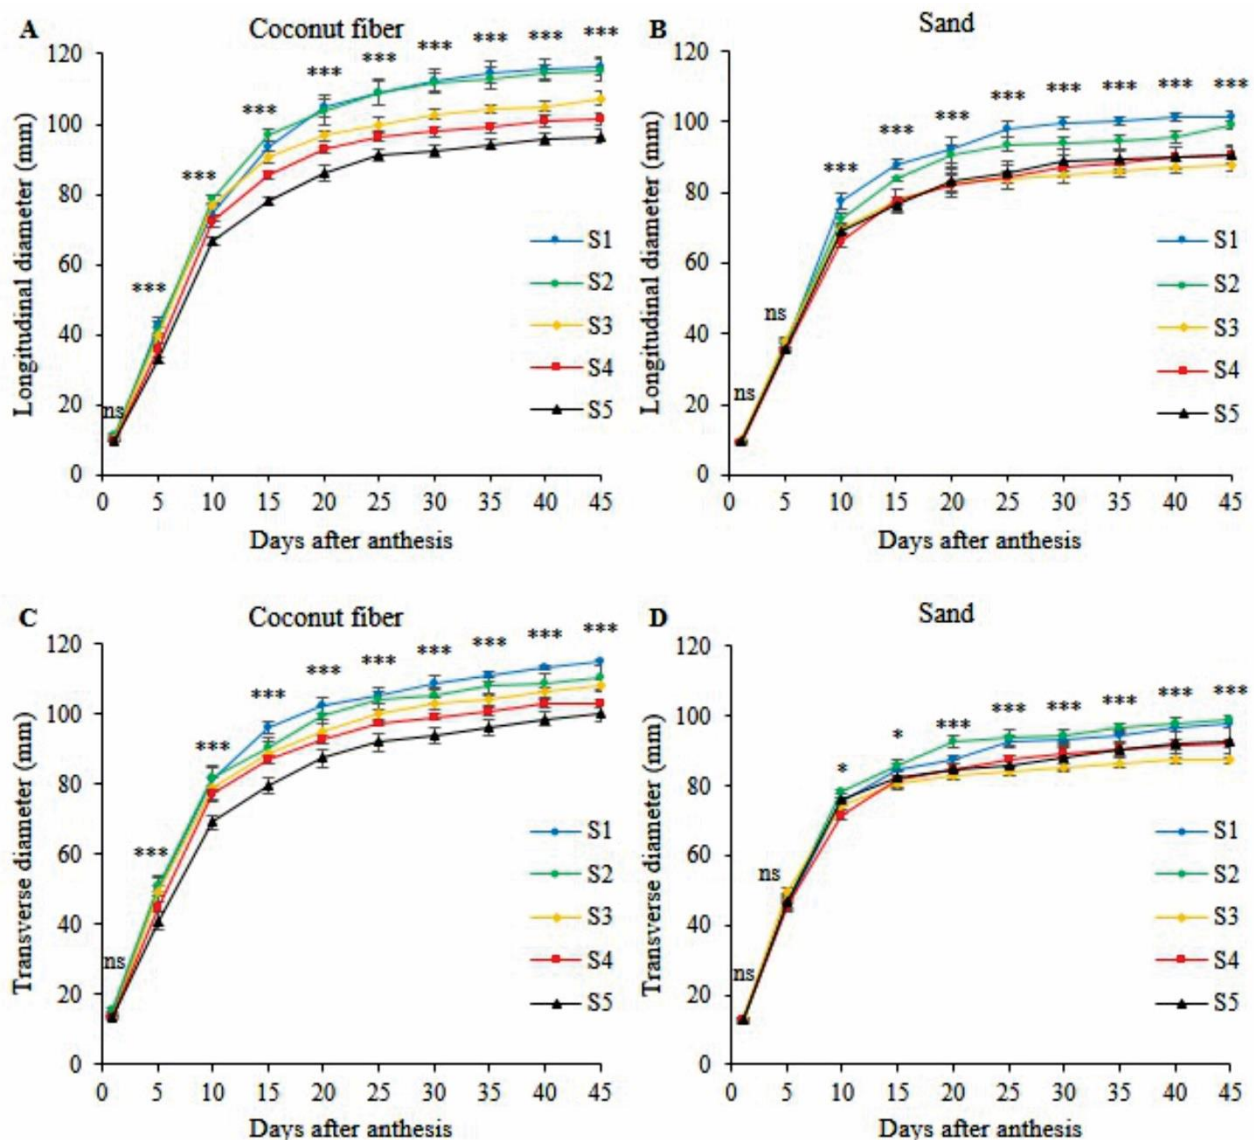 A
Coconut fiber
Longitudinal diameter (mm)
120
100
80
60
40
20
0
ns
***
***
***
***
***
***
***
***
***
S1
S2
S3
S4
S5
0 5 10 15 20 25 30 35 40 45
Days after anthesis
B
Sand
Longitudinal diameter (mm)
120
100
80
60
40
20
0
ns
ns
***
***
***
***
***
***
***
***
S1
S2
S3
S4
S5
0 5 10 15 20 25 30 35 40 45
Days after anthesis
C
Coconut fiber
Transverse diameter (mm)
120
100
80
60
40
20
0
ns
***
***
***
***
***
***
***
***
***
S1
S2
S3
S4
S5
0 5 10 15 20 25 30 35 40 45
Days after anthesis
D
Sand
Transverse diameter (mm)
120
100
80
60
40
20
0
ns
ns
*
*
***
***
***
***
***
***
S1
S2
S3
S4
S5
0 5 10 15 20 25 30 35 40 45
Days after anthesis